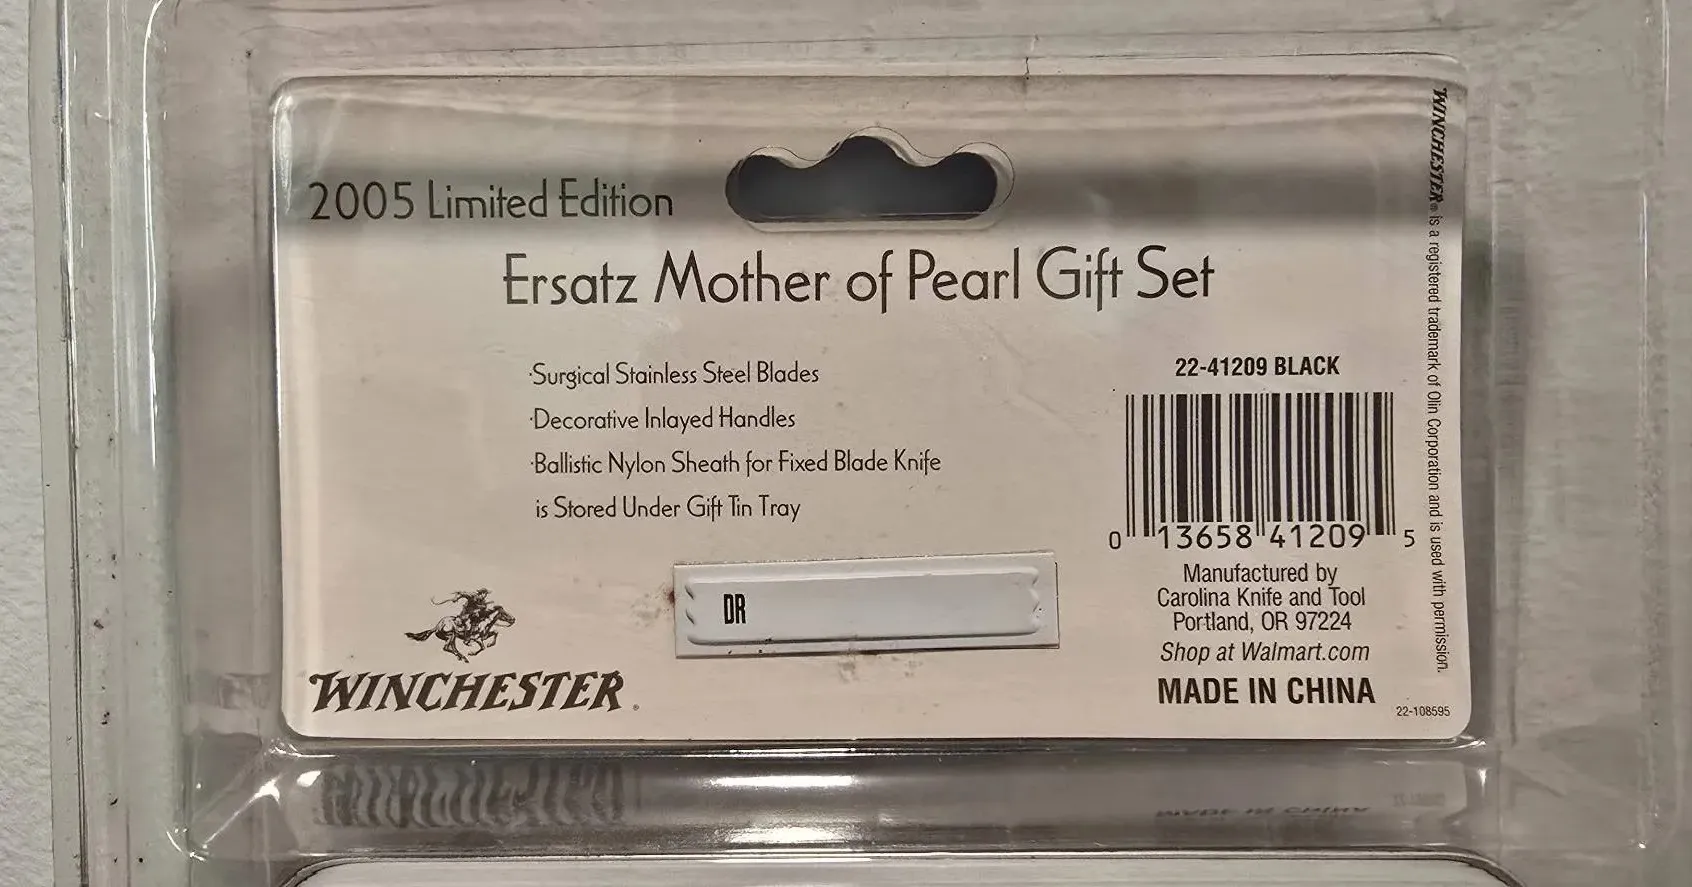 2005 Limited Edition
Ersatz Mother of Pearl Gift Set
·Surgical Stainless Steel Blades
·Decorative Inlayed Handles
·Ballistic Nylon Sheath for Fixed Blade Knife
is Stored Under Gift Tin Tray
DR
WINCHESTER®
22-41209 BLACK
0 13658 41209 5
Manufactured by
Carolina Knife and Tool
Portland, OR 97224
Shop at Walmart.com
MADE IN CHINA
22-108595
WINCHESTER® is a registered trademark of Olin Corporation and is used with permission.